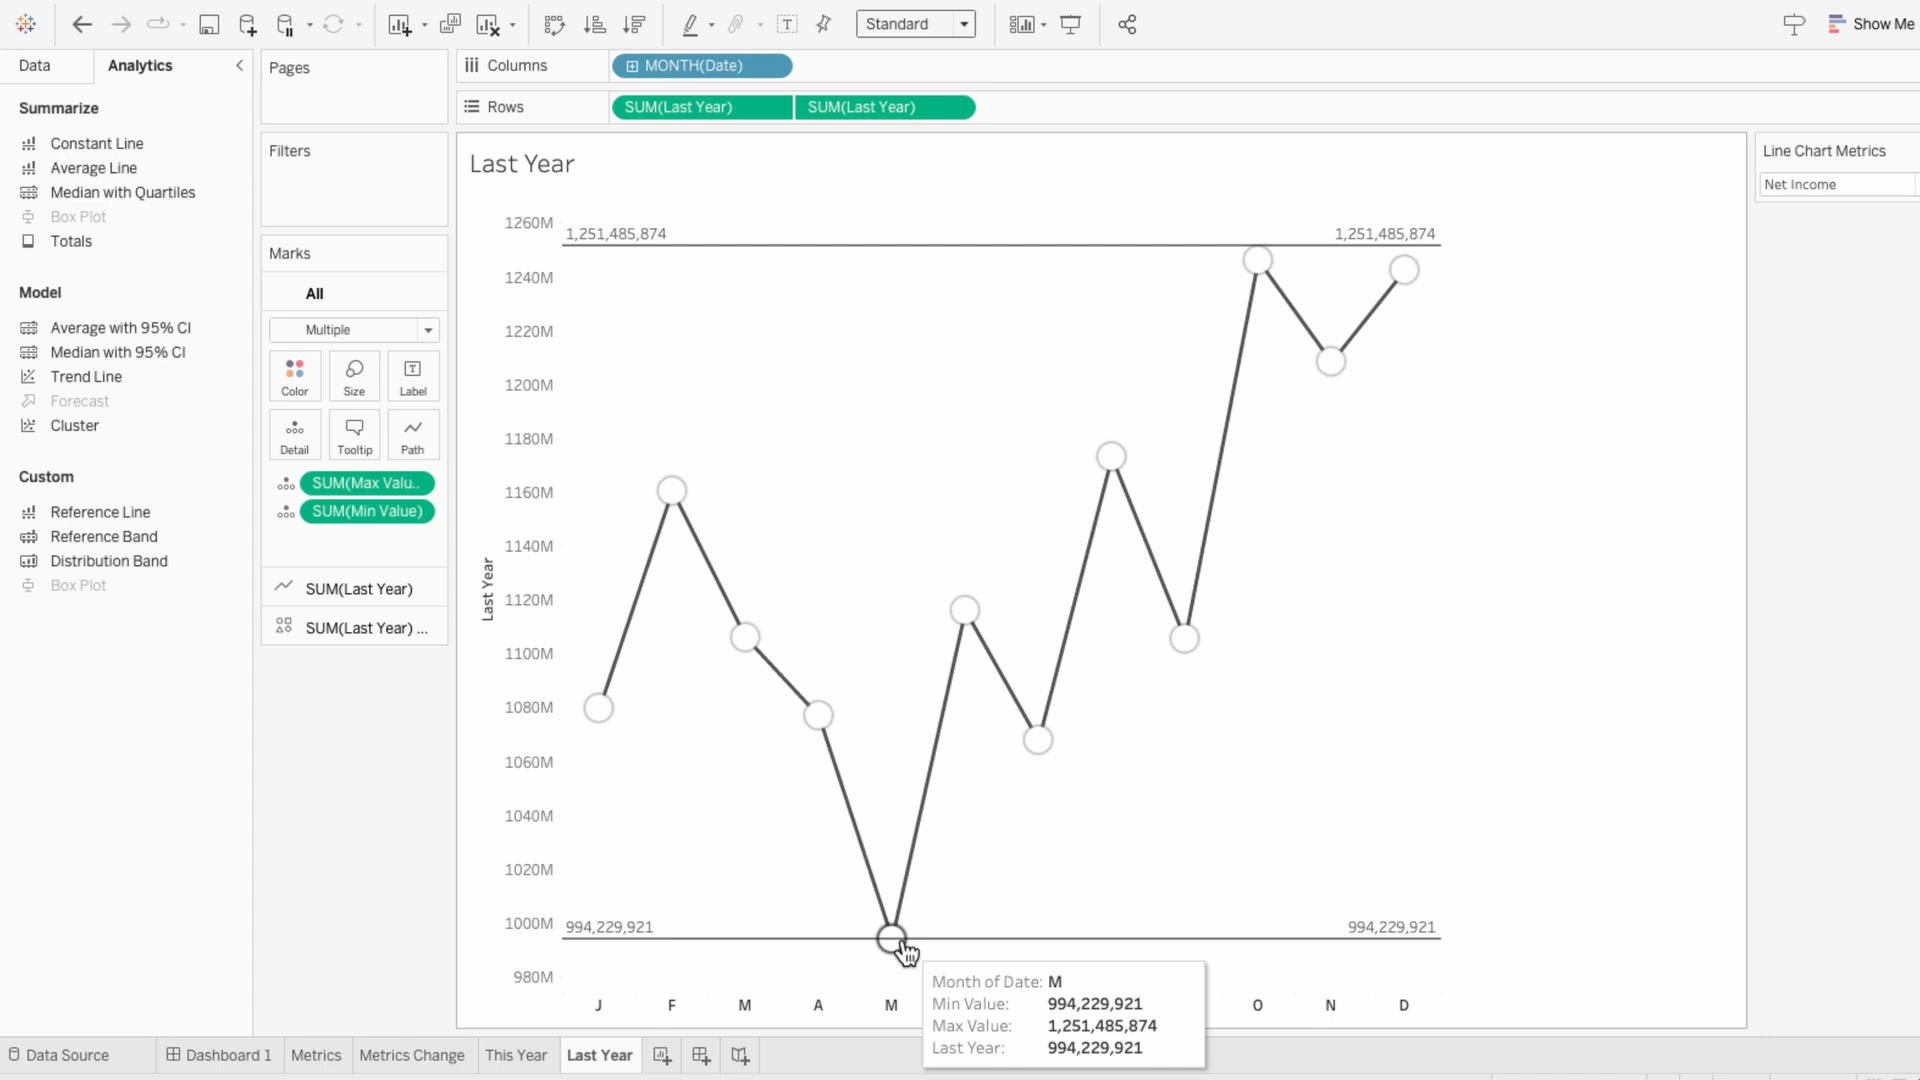 Standard
Show Me
Data
Analytics
Summarize
Constant Line
Average Line
Median with Quartiles
Box Plot
Totals
Model
Average with 95% CI
Median with 95% CI
Trend Line
Forecast
Cluster
Custom
Reference Line
Reference Band
Distribution Band
Box Plot
Pages
Filters
Marks
All
Multiple
Color
Size
Label
Detail
Tooltip
Path
SUM(Max Valu..
SUM(Min Value)
SUM(Last Year)
SUM(Last Year) ...
Columns
MONTH(Date)
Rows
SUM(Last Year)
SUM(Last Year)
Last Year
1260M
1240M
1220M
1200M
1180M
1160M
1140M
1120M
1100M
1080M
1060M
1040M
1020M
1000M
980M
Last Year
1,251,485,874
1,251,485,874
994,229,921
994,229,921
J
F
M
A
M
O
N
D
Month of Date: M
Min Value: 994,229,921
Max Value: 1,251,485,874
Last Year: 994,229,921
Line Chart Metrics
Net Income
Data Source
Dashboard 1
Metrics
Metrics Change
This Year
Last Year